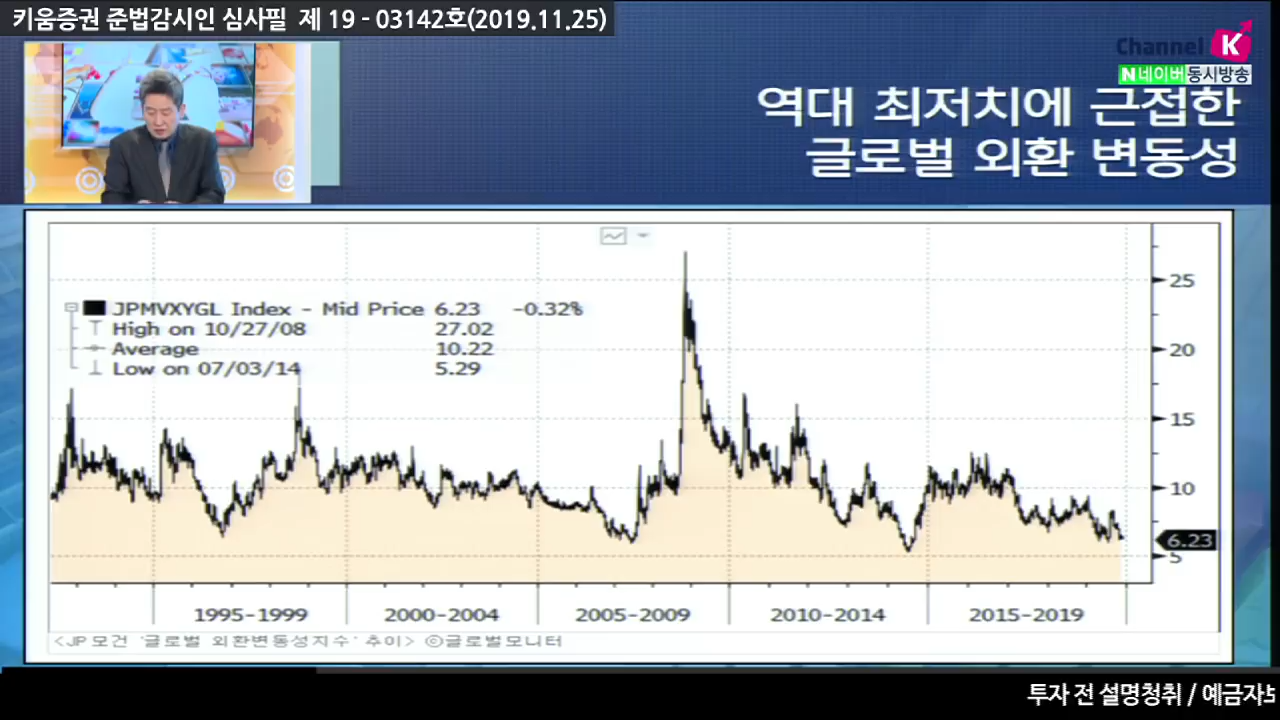 키움증권 준법감시인 심사필 제 19 - 03142호(2019.11.25)
Channel K
N네이버 동시방송
역대 최저치에 근접한
글로벌 외환 변동성
JPMVXYGL Index - Mid Price 6.23 -0.32%
High on 10/27/08 27.02
Average 10.22
Low on 07/03/14 5.29
25
20
15
10
6.23
5
1995-1999 2000-2004 2005-2009 2010-2014 2015-2019
<JP모건 '글로벌 외환변동성지수' 추이> ©글로벌모니터
투자 전 설명청취 / 예금자보